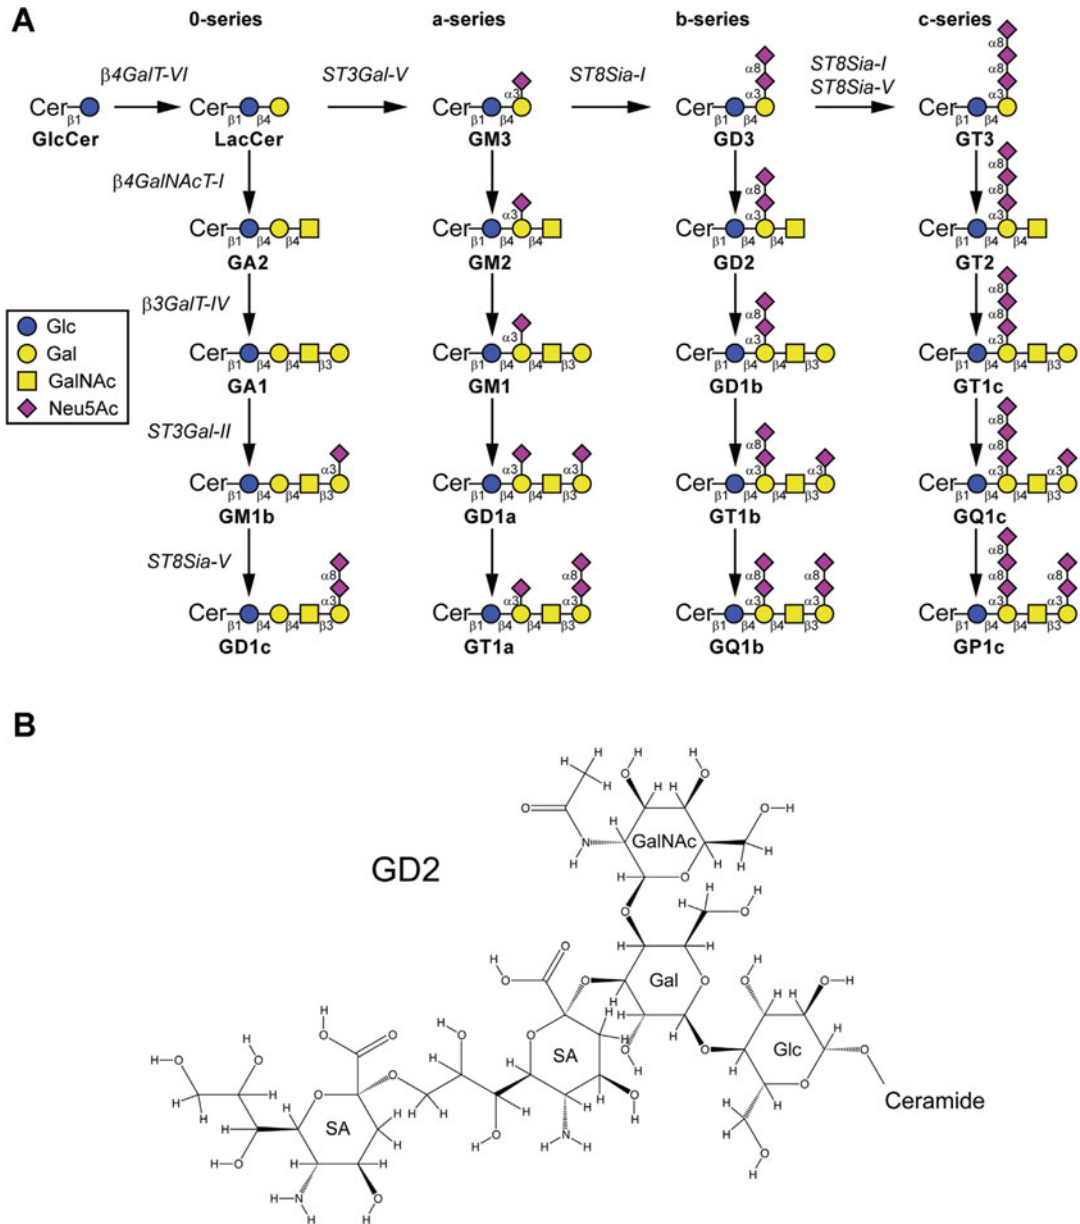 A
0-series a-series b-series c-series
β4GalT-VI ST3Gal-V ST8Sia-I ST8Sia-I
ST8Sia-V
α8
α8 α8
α3 α3 α3
Cer Cer Cer Cer Cer
β1 β1 β4 β1 β4 β1 β4 β1 β4
GlcCer LacCer GM3 GD3 GT3
β4GalNAcT-I
α8
α8 α8
α3 α3 α3
Cer Cer Cer Cer
β1 β4 β4 β1 β4 β4 β1 β4 β4 β1 β4 β4
GA2 GM2 GD2 GT2
β3GalT-IV
α8
α8 α8
α3 α3 α3
Cer Cer Cer Cer
β1 β4 β4 β3 β1 β4 β4 β3 β1 β4 β4 β3 β1 β4 β4 β3
GA1 GM1 GD1b GT1c
Glc
Gal
GalNAc
Neu5Ac
ST3Gal-II
α8
α8 α8
α3 α3 α3 α3 α3 α3 α3
Cer Cer Cer Cer
β1 β4 β4 β3 β1 β4 β4 β3 β1 β4 β4 β3 β1 β4 β4 β3
GM1b GD1a GT1b GQ1c
ST8Sia-V
α8
α8 α8 α8 α8 α8 α8
α3 α3 α3 α3 α3 α3 α3
Cer Cer Cer Cer
β1 β4 β4 β3 β1 β4 β4 β3 β1 β4 β4 β3 β1 β4 β4 β3
GD1c GT1a GQ1b GP1c
B
H H H H
H
O O
H H H
O O H
H
N GalNAc
H
H H H
GD2
H O
H H
H
O O
H H O
H H
H O O Gal O O O H
H H H
H H
H H H
O O H O O H O
H O H O SA H O H Glc O
H H
H O O O Ceramide
H H H H O
O H H H N H H
H SA H O H
H O H H H H O
H N O H
H H